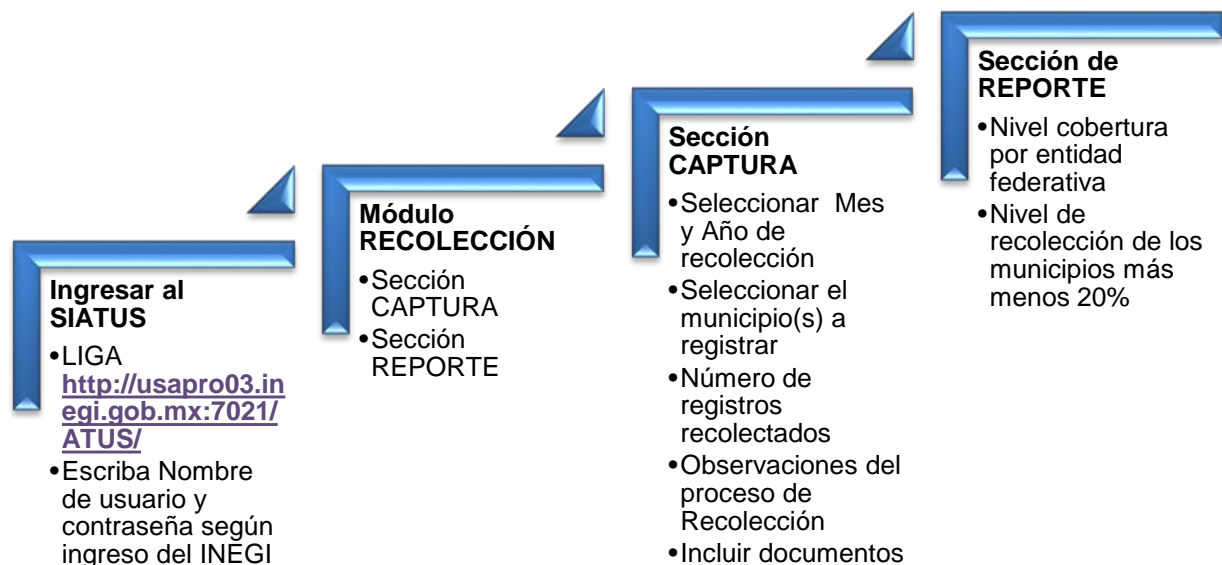 Ingresar al
SIATUS
•LIGA
http://usapro03.in
egi.gob.mx:7021/
ATUS/
•Escriba Nombre
de usuario y
contraseña según
ingreso del INEGI
Módulo
RECOLECCIÓN
•Sección
CAPTURA
•Sección
REPORTE
Sección
CAPTURA
•Seleccionar Mes
y Año de
recolección
•Seleccionar el
municipio(s) a
registrar
•Número de
registros
recolectados
•Observaciones del
proceso de
Recolección
•Incluir documentos
Sección de
REPORTE
•Nivel cobertura
por entidad
federativa
•Nivel de
recolección de los
municipios más
menos 20%